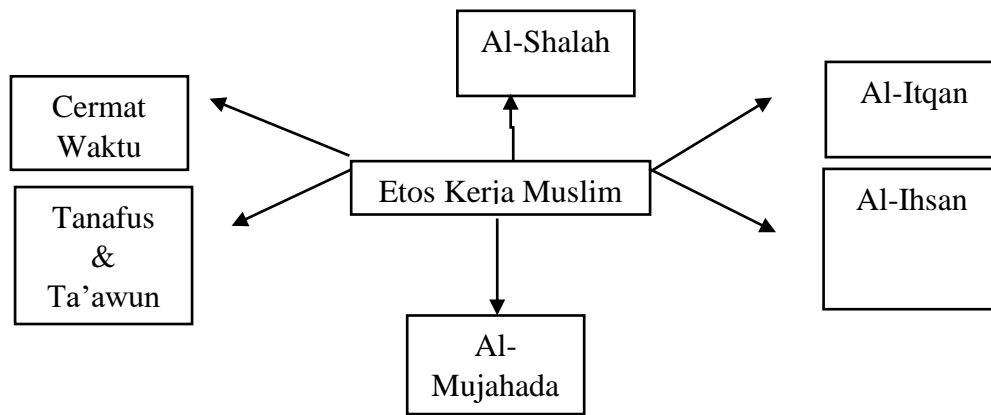 Al-Shalah
Cermat
Waktu
Al-Itqan
Etos Kerja Muslim
Tanafus
&
Ta’awun
Al-Ihsan
Al-
Mujahada